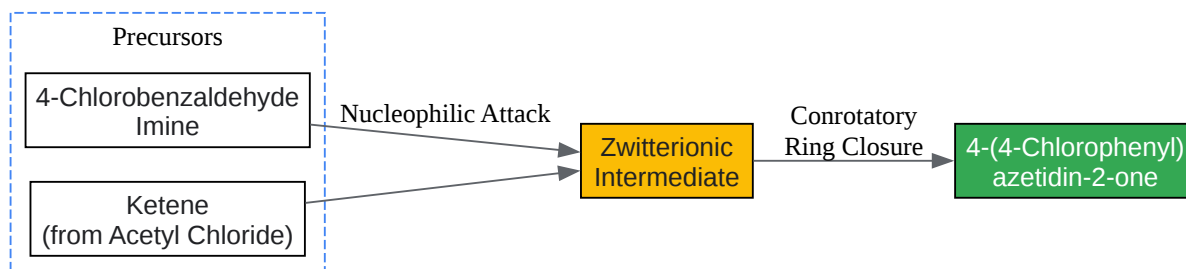 Precursors
4-Chlorobenzaldehyde
Imine
Nucleophilic Attack
Ketene
(from Acetyl Chloride)
Zwitterionic
Intermediate
Conrotatory
Ring Closure
4-(4-Chlorophenyl)
azetidin-2-one